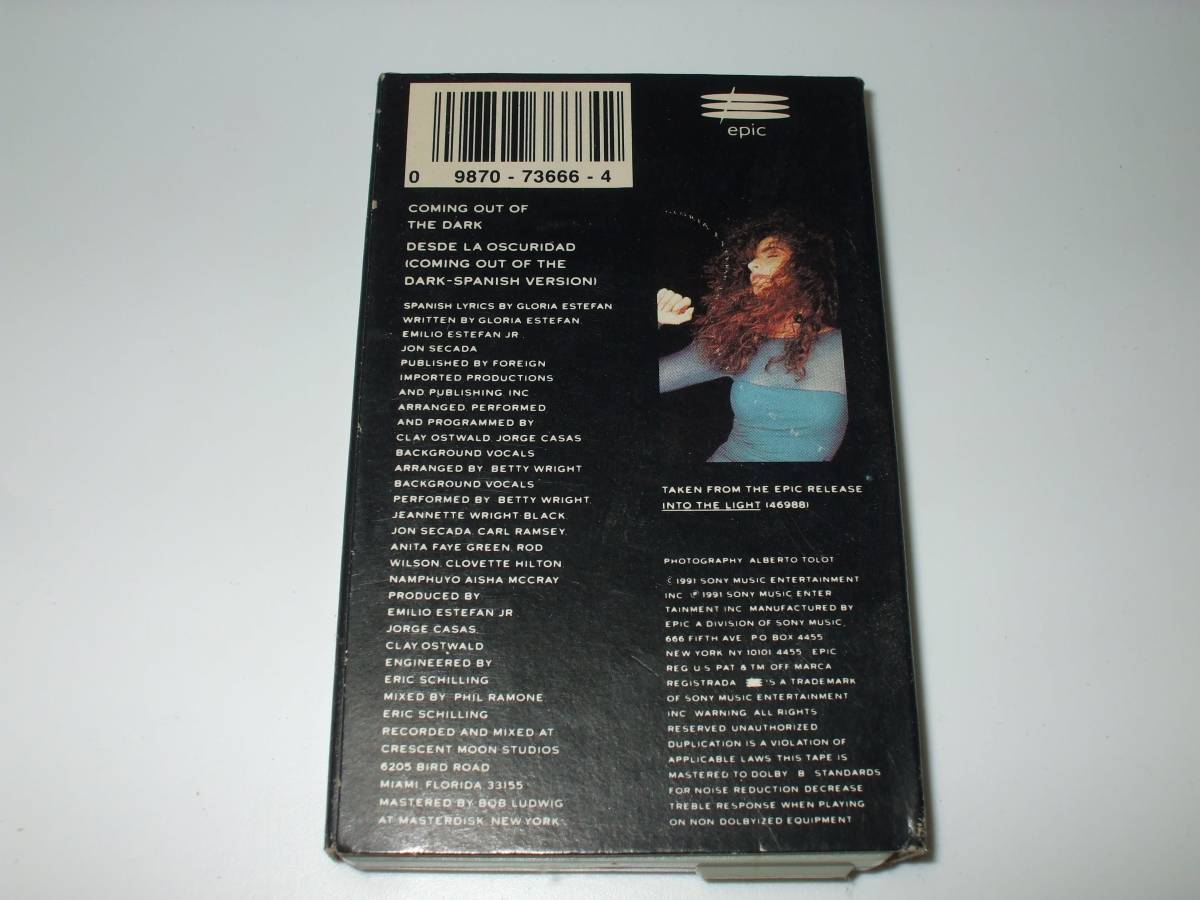 0 9870 - 73666 - 4
epic
COMING OUT OF
THE DARK
DESDE LA OSCURIDAD
(COMING OUT OF THE
DARK-SPANISH VERSION)
SPANISH LYRICS BY GLORIA ESTEFAN
WRITTEN BY GLORIA ESTEFAN,
EMILIO ESTEFAN JR.,
JON SECADA
PUBLISHED BY FOREIGN
IMPORTED PRODUCTIONS
AND PUBLISHING, INC
ARRANGED, PERFORMED
AND PROGRAMMED BY
CLAY OSTWALD, JORGE CASAS
BACKGROUND VOCALS
ARRANGED BY BETTY WRIGHT
BACKGROUND VOCALS
PERFORMED BY BETTY WRIGHT,
JEANNETTE WRIGHT-BLACK,
JON SECADA, CARL RAMSEY,
ANITA FAYE GREEN, ROD
WILSON, CLOVETTE HILTON,
NAMPHUYO AISHA MCCRAY
PRODUCED BY
EMILIO ESTEFAN JR
JORGE CASAS,
CLAY OSTWALD
ENGINEERED BY
ERIC SCHILLING
MIXED BY PHIL RAMONE
ERIC SCHILLING
RECORDED AND MIXED AT
CRESCENT MOON STUDIOS
6205 BIRD ROAD
MIAMI, FLORIDA 33155
MASTERED BY BOB LUDWIG
AT MASTERDISK, NEW YORK
TAKEN FROM THE EPIC RELEASE
INTO THE LIGHT (46988)
PHOTOGRAPHY ALBERTO TOLOT
© 1991 SONY MUSIC ENTERTAINMENT
INC ℗ 1991 SONY MUSIC ENTER
TAINMENT INC MANUFACTURED BY
EPIC A DIVISION OF SONY MUSIC,
666 FIFTH AVE, PO BOX 4455
NEW YORK NY 10101 4455 EPIC
REG U S PAT & TM OFF MARCA
REGISTRADA 'S A TRADEMARK
OF SONY MUSIC ENTERTAINMENT
INC WARNING ALL RIGHTS
RESERVED UNAUTHORIZED
DUPLICATION IS A VIOLATION OF
APPLICABLE LAWS THIS TAPE IS
MASTERED TO DOLBY B STANDARDS
FOR NOISE REDUCTION DECREASE
TREBLE RESPONSE WHEN PLAYING
ON NON DOLBYIZED EQUIPMENT